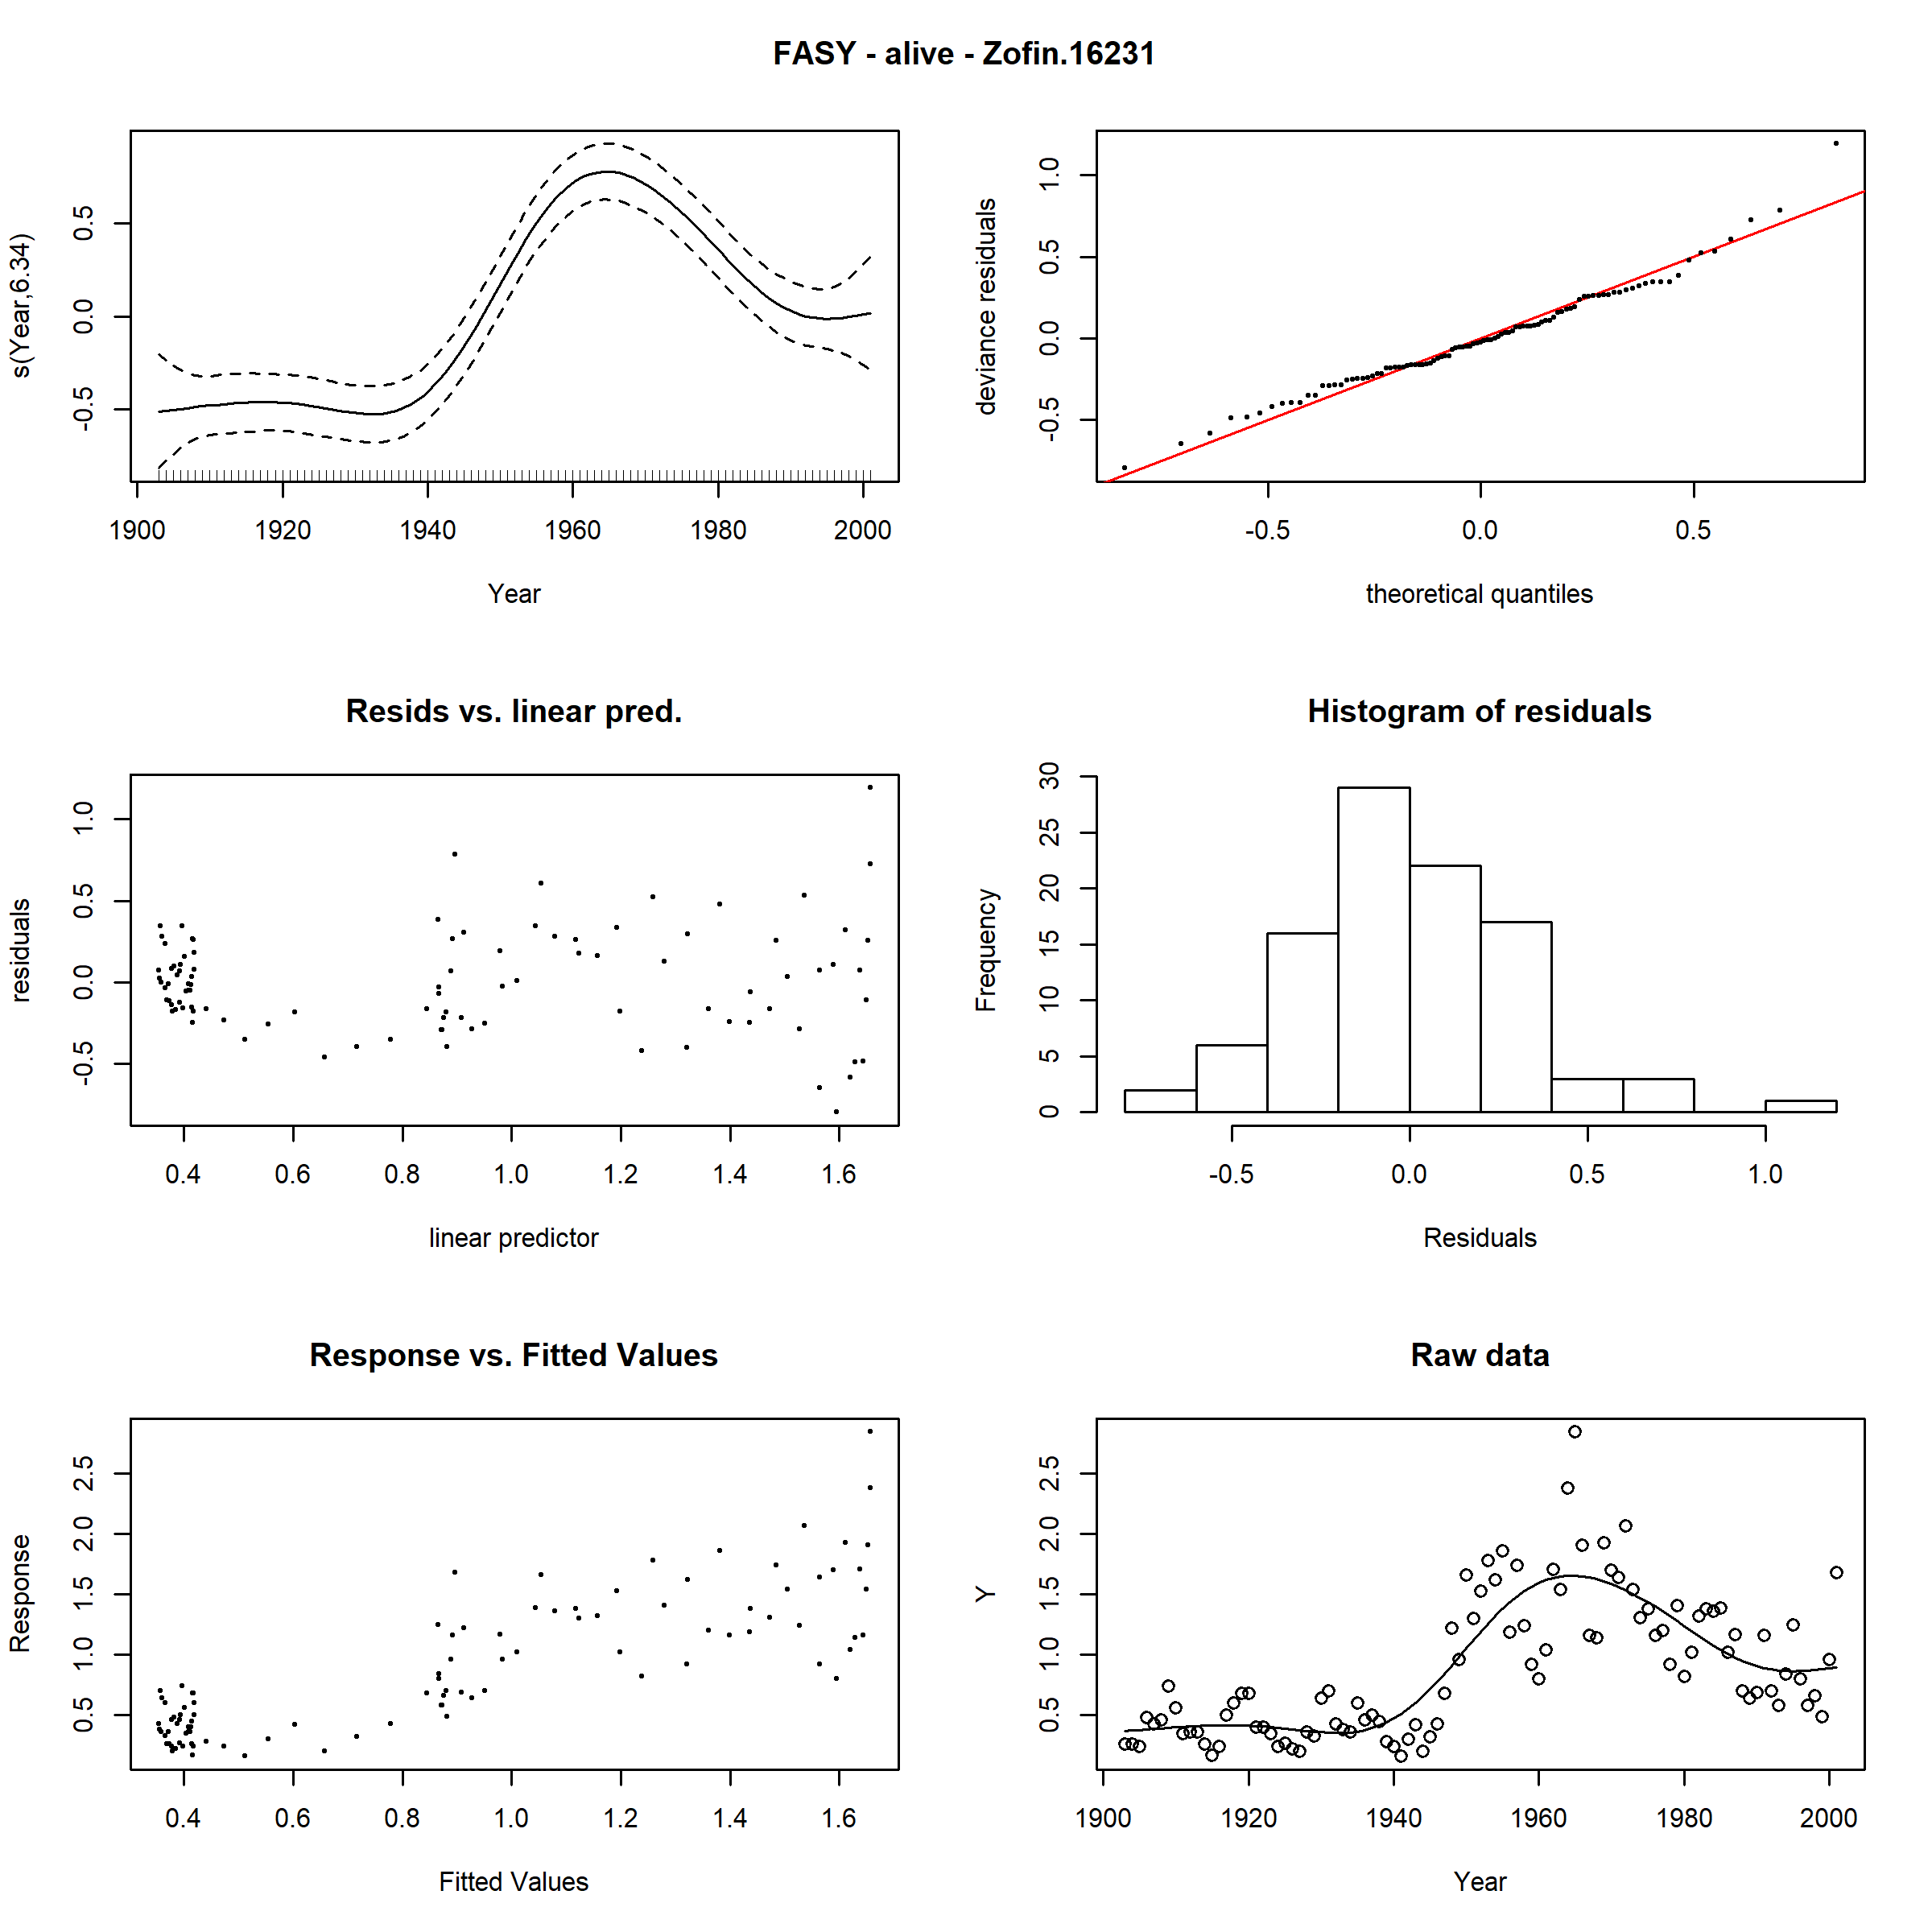 FASY - alive - Zofin.16231
s(Year,6.34)
-0.5 0.0 0.5
1900 1920 1940 1960 1980 2000
Year
deviance residuals
-0.5 0.0 0.5 1.0
-0.5 0.0 0.5
theoretical quantiles
Resids vs. linear pred.
residuals
-0.5 0.0 0.5 1.0
0.4 0.6 0.8 1.0 1.2 1.4 1.6
linear predictor
Histogram of residuals
Frequency
0 5 10 15 20 25 30
-0.5 0.0 0.5 1.0
Residuals
Response vs. Fitted Values
Response
0.5 1.0 1.5 2.0 2.5
0.4 0.6 0.8 1.0 1.2 1.4 1.6
Fitted Values
Raw data
Y
0.5 1.0 1.5 2.0 2.5
1900 1920 1940 1960 1980 2000
Year